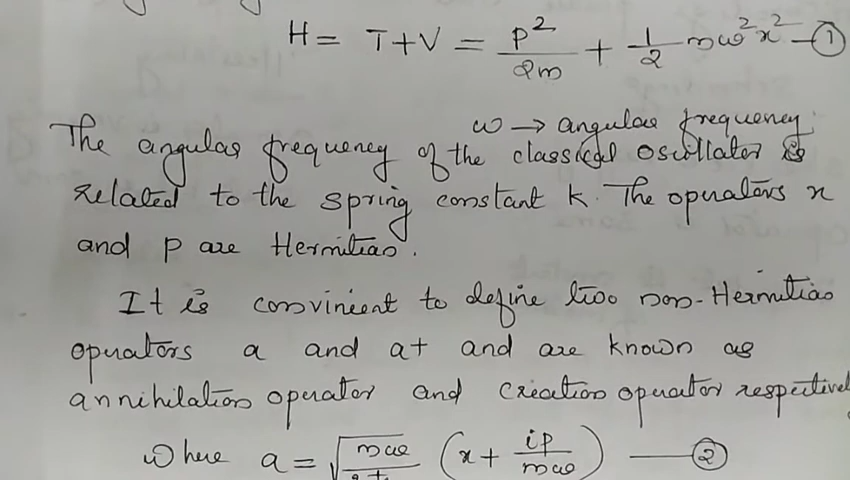 H = T+V = p²/2m + 1/2 mω²x² — ①
ω → angular frequency
The angular frequency of the classical oscillator is
related to the spring constant k. The operators x
and p are Hermitian.
It is convinient to define two non-Hermitian
operators a and a+ and are known as
annihilation operator and creation operator respectivel
Where a = √mω/ (x + ip/mω) — ②